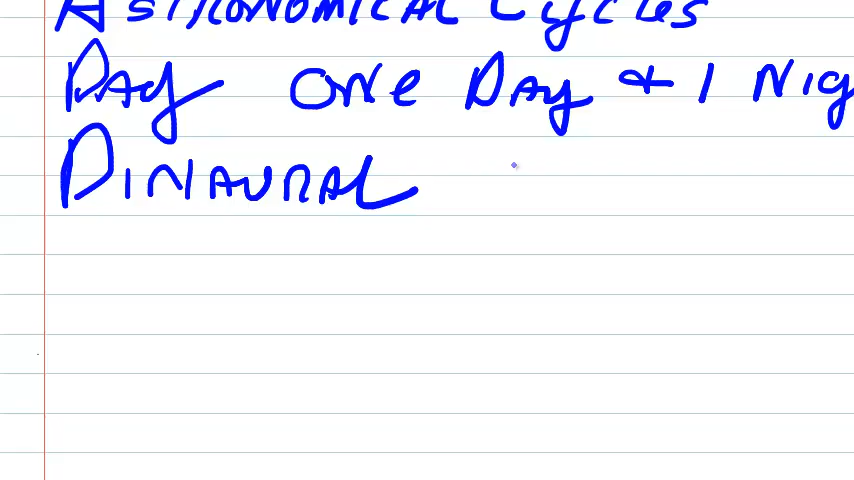 ASTRONOMICAL CYCLES
DAY ONE DAY + 1 NIG
DINAURAL